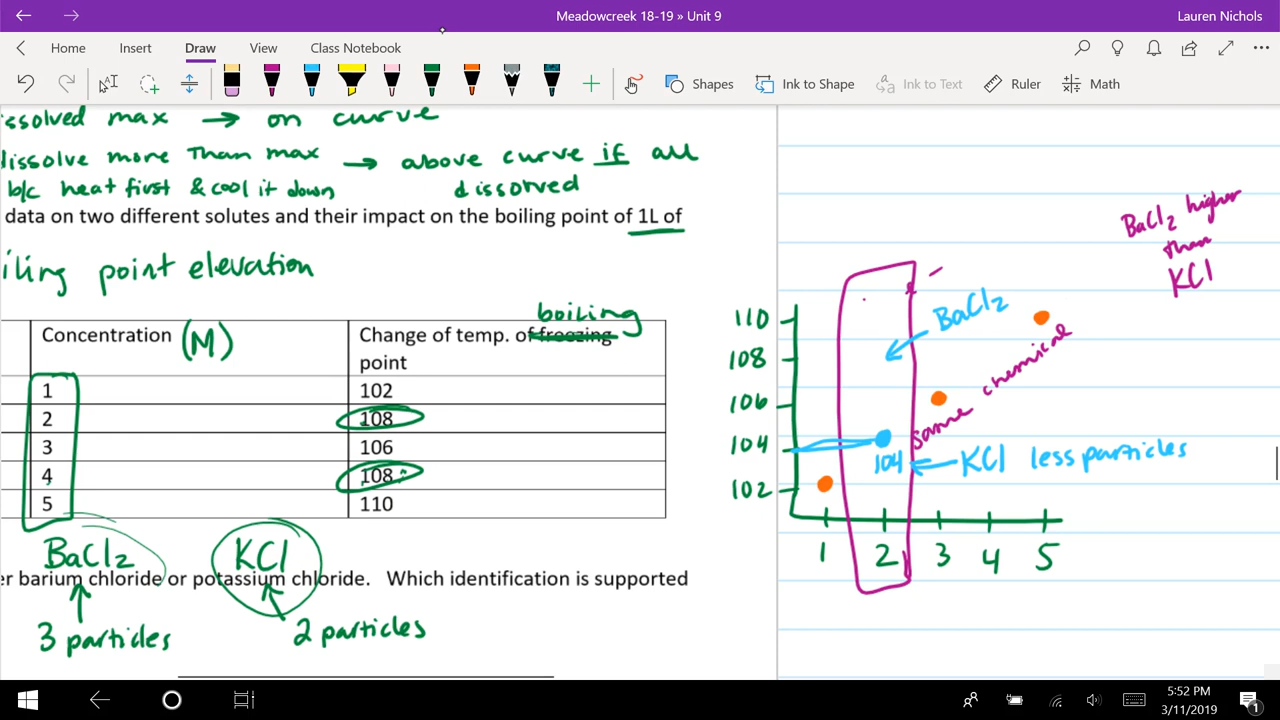 Meadowcreek 18-19 » Unit 9
Lauren Nichols
Home Insert Draw View Class Notebook
Shapes Ink to Shape Ink to Text Ruler Math
issolved max → on curve
dissolve more than max → above curve if all
b/c heat first & cool it down dissolved
data on two different solutes and their impact on the boiling point of 1L of
iling point elevation
boiling
Concentration (M) Change of temp. of freezing
point
1 102
2 108
3 106
4 108
5 110
BaCl2 KCl
er barium chloride or potassium chloride. Which identification is supported
3 particles 2 particles
BaCl2 higher
than
KCl
110
108
106
104
102
BaCl2
same chemical
104 ← KCl less particles
1 2 3 4 5
5:52 PM
3/11/2019
1